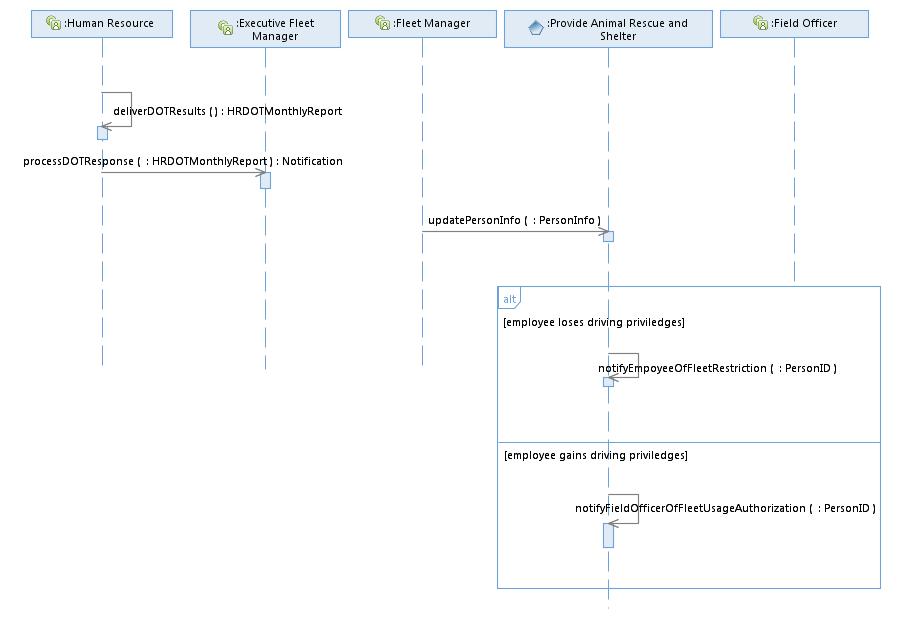 :Human Resource
:Executive Fleet
Manager
:Fleet Manager
:Provide Animal Rescue and
Shelter
:Field Officer
deliverDOTResults ( ) : HRDOTMonthlyReport
processDOTResponse ( : HRDOTMonthlyReport ) : Notification
updatePersonInfo ( : PersonInfo )
alt
[employee loses driving priviledges]
notifyEmpoyeeOfFleetRestriction ( : PersonID )
[employee gains driving priviledges]
notifyFieldOfficerOfFleetUsageAuthorization ( : PersonID )